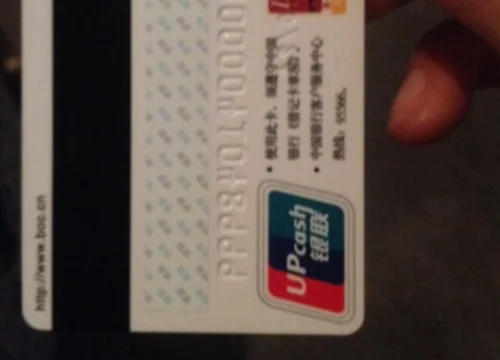 http://www.boc.cn
• 使用此卡，须遵守中国
银行《借记卡章程》。
• 中国银行客户服务中心
热线：95566。
UPcash
银联